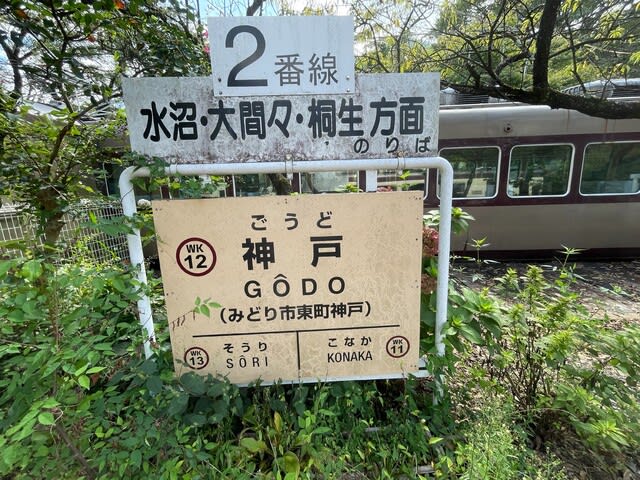 2番線
水沼・大間々・桐生方面
のりば
ごうど
WK
12
神戸
GÔDO
(みどり市東町神戸)
WK
13
そうり
SŌRI
こなか
KONAKA
WK
11